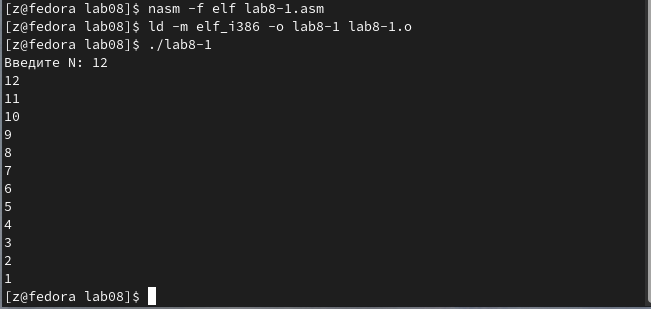 [z@fedora lab08]$ nasm -f elf lab8-1.asm
[z@fedora lab08]$ ld -m elf_i386 -o lab8-1 lab8-1.o
[z@fedora lab08]$ ./lab8-1
Введите N: 12
12
11
10
9
8
7
6
5
4
3
2
1
[z@fedora lab08]$